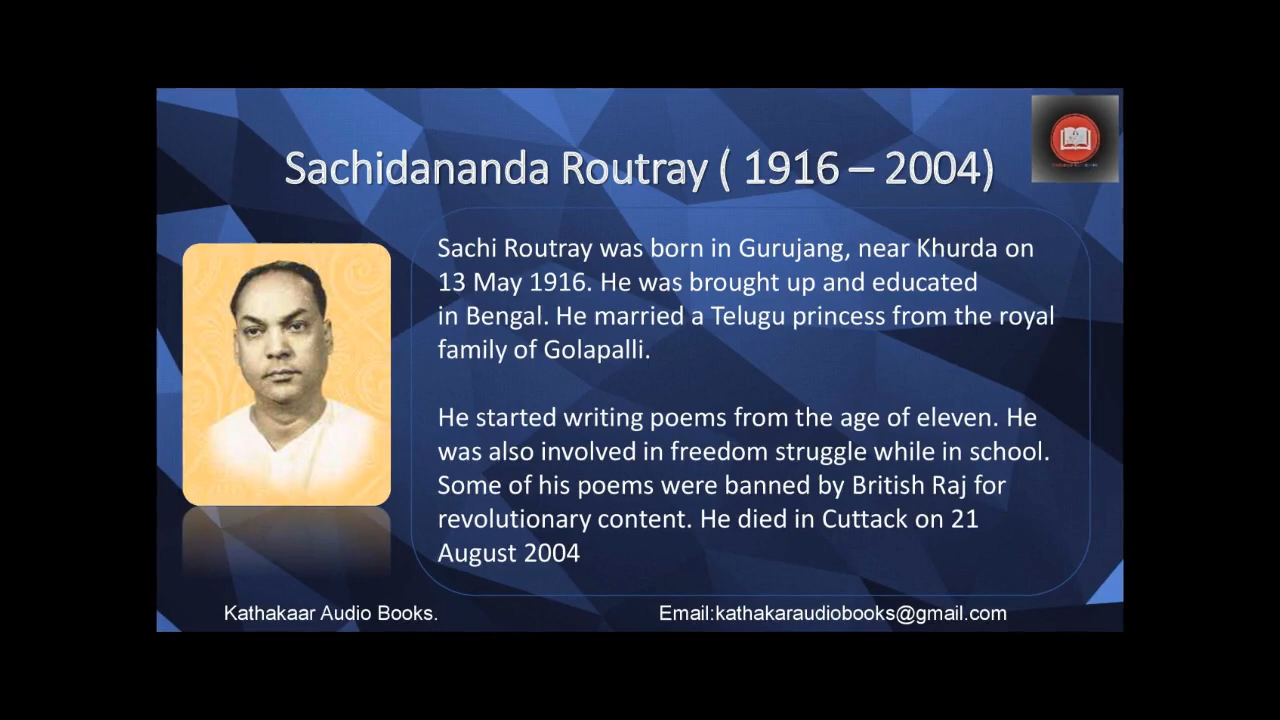 Sachidananda Routray ( 1916 – 2004)
Sachi Routray was born in Gurujang, near Khurda on
13 May 1916. He was brought up and educated
in Bengal. He married a Telugu princess from the royal
family of Golapalli.
He started writing poems from the age of eleven. He
was also involved in freedom struggle while in school.
Some of his poems were banned by British Raj for
revolutionary content. He died in Cuttack on 21
August 2004
Kathakaar Audio Books.
Email:kathakaraudiobooks@gmail.com